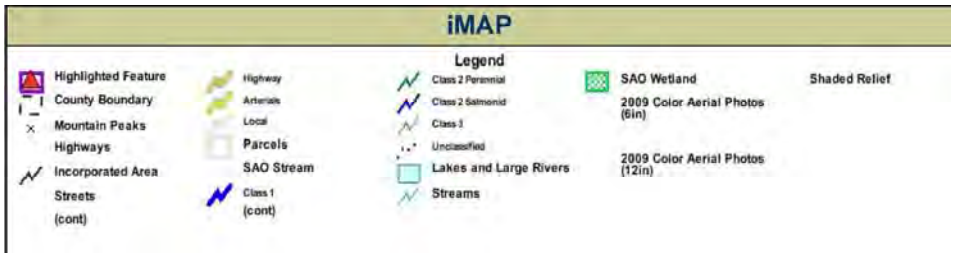 iMAP
Legend
Highlighted Feature
County Boundary
Mountain Peaks
Highways
Incorporated Area
Streets
(cont)
Highway
Arterials
Local
Parcels
SAO Stream
Class 1
(cont)
Class 2 Perennial
Class 2 Salmonid
Class 3
Unclassified
Lakes and Large Rivers
Streams
SAO Wetland
2009 Color Aerial Photos
(6in)
2009 Color Aerial Photos
(12in)
Shaded Relief